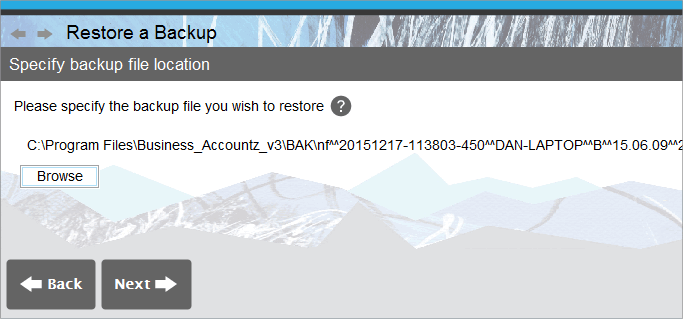 Restore a Backup
Specify backup file location
Please specify the backup file you wish to restore ?
C:\Program Files\Business_Accountz_v3\BAK\nf^^20151217-113803-450^^DAN-LAPTOP^^B^^15.06.09^^2
Browse
Back Next